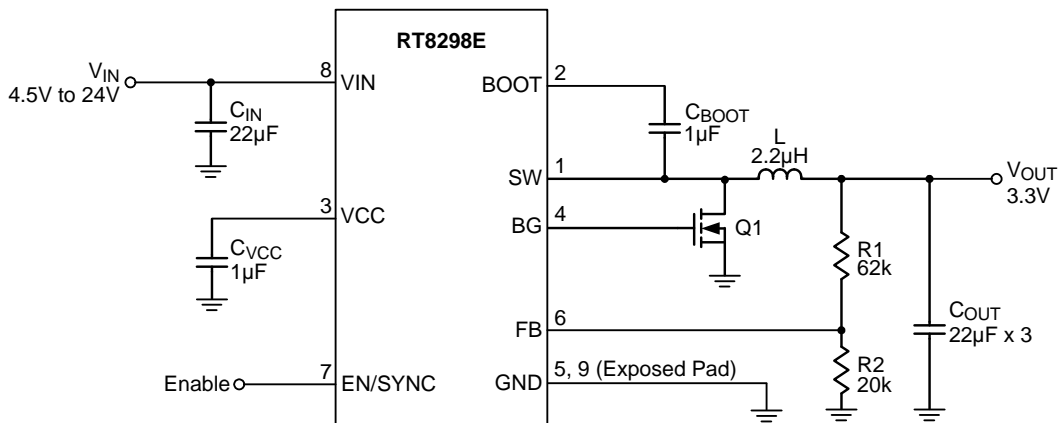 RT8298E
VIN
4.5V to 24V
8
VIN
CIN
22µF
BOOT
2
CBOOT
1µF
L
2.2µH
SW
1
VOUT
3.3V
3
VCC
CVCC
1µF
BG
4
Q1
R1
62k
FB
6
COUT
22µF x 3
R2
20k
Enable
7
EN/SYNC
GND
5, 9 (Exposed Pad)